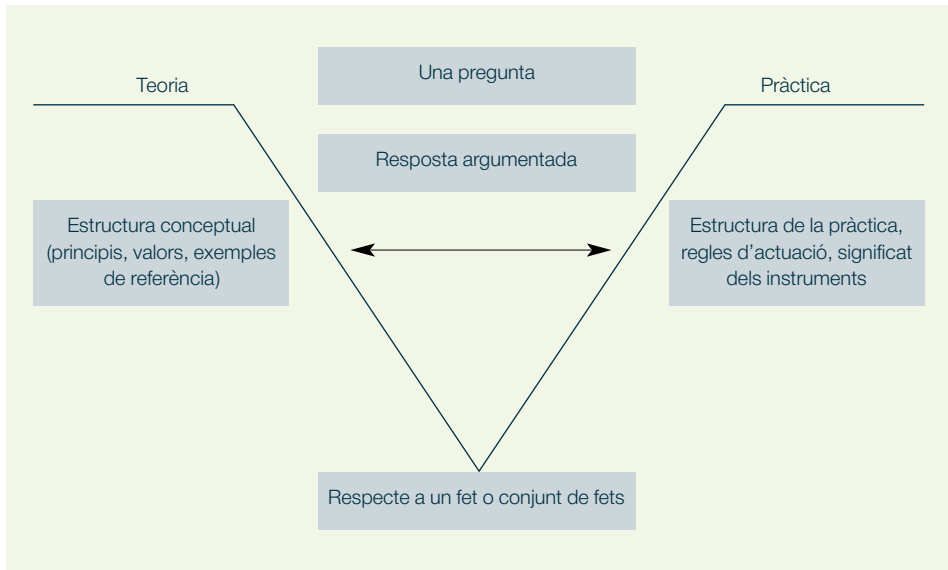 Una pregunta
Teoria
Pràctica
Resposta argumentada
Estructura conceptual
(principis, valors, exemples
de referència)
Estructura de la pràctica,
regles d’actuació, significat
dels instruments
Respecte a un fet o conjunt de fets